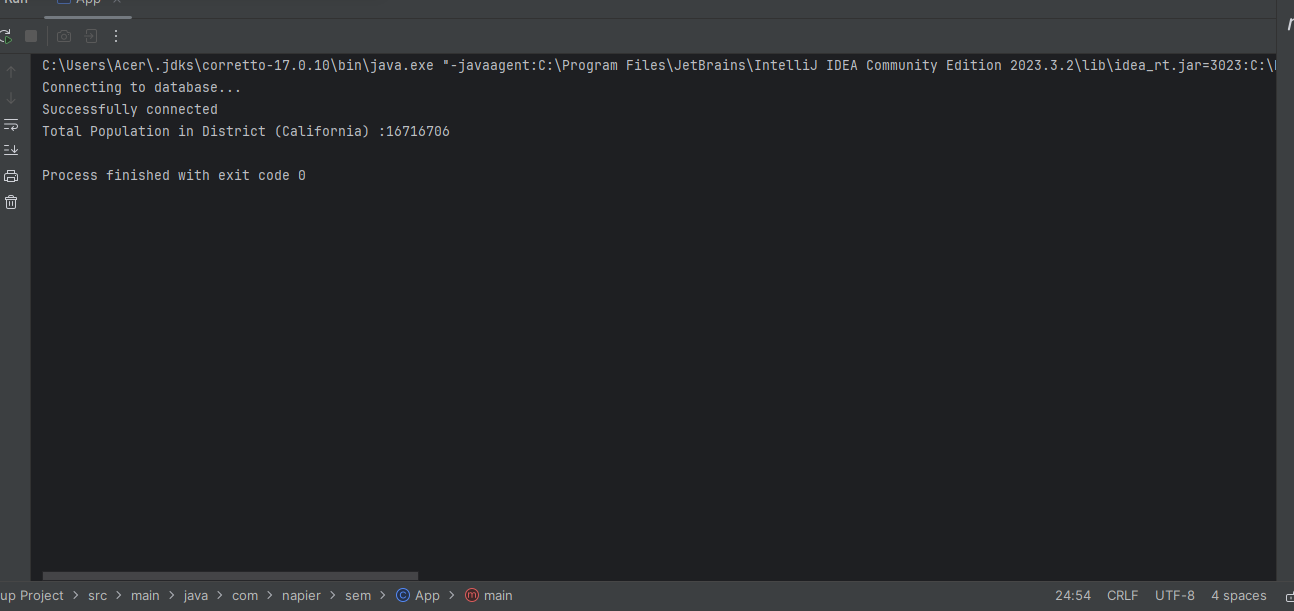 Run App
C:\Users\Acer\.jdks\corretto-17.0.10\bin\java.exe "-javaagent:C:\Program Files\JetBrains\IntelliJ IDEA Community Edition 2023.3.2\lib\idea_rt.jar=3023:C:\
Connecting to database...
Successfully connected
Total Population in District (California) :16716706
Process finished with exit code 0
up Project > src > main > java > com > napier > sem > App > main 24:54 CRLF UTF-8 4 spaces